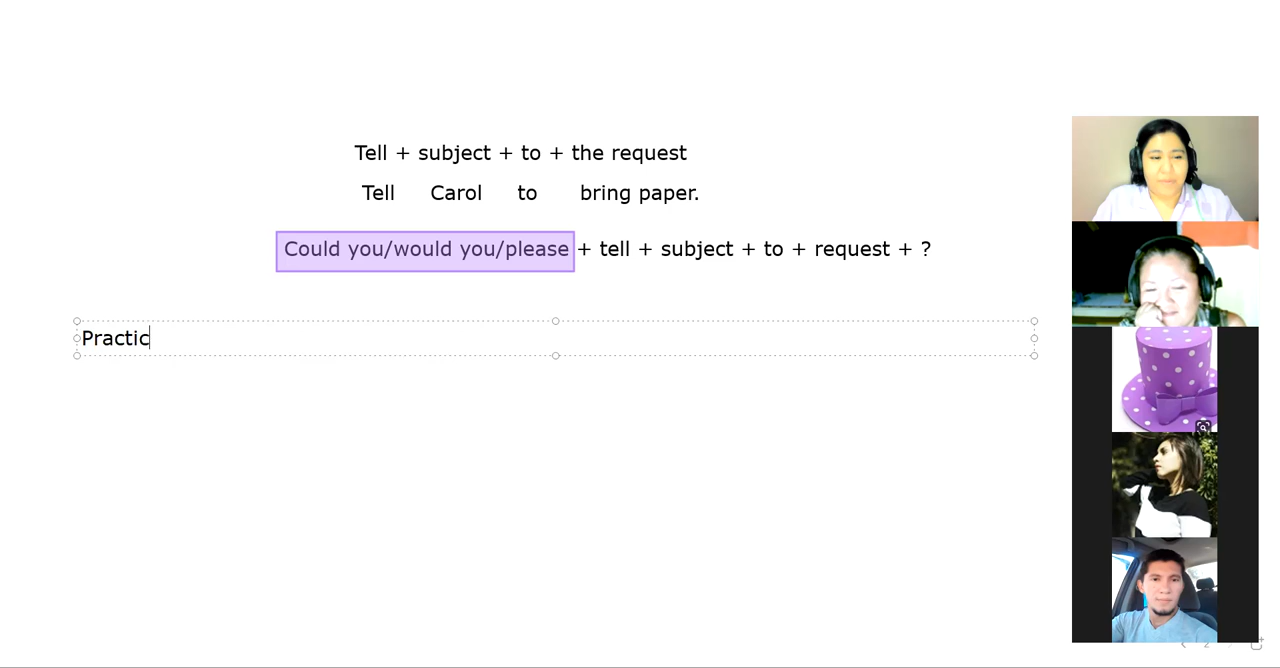 Tell + subject + to + the request
Tell Carol to bring paper.
Could you/would you/please + tell + subject + to + request + ?
Practic
2